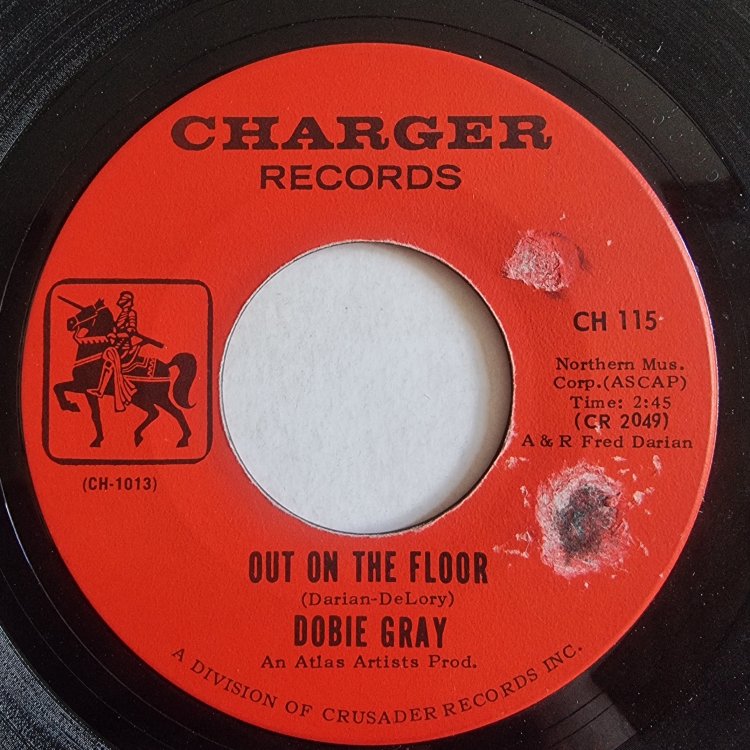 CHARGER
RECORDS
CH 115
Northern Mus.
Corp.(ASCAP)
Time: 2:45
(CR 2049)
A & R Fred Darian
(CH-1013)
OUT ON THE FLOOR
(Darian-DeLory)
DOBIE GRAY
An Atlas Artists Prod.
A DIVISION OF CRUSADER RECORDS INC.